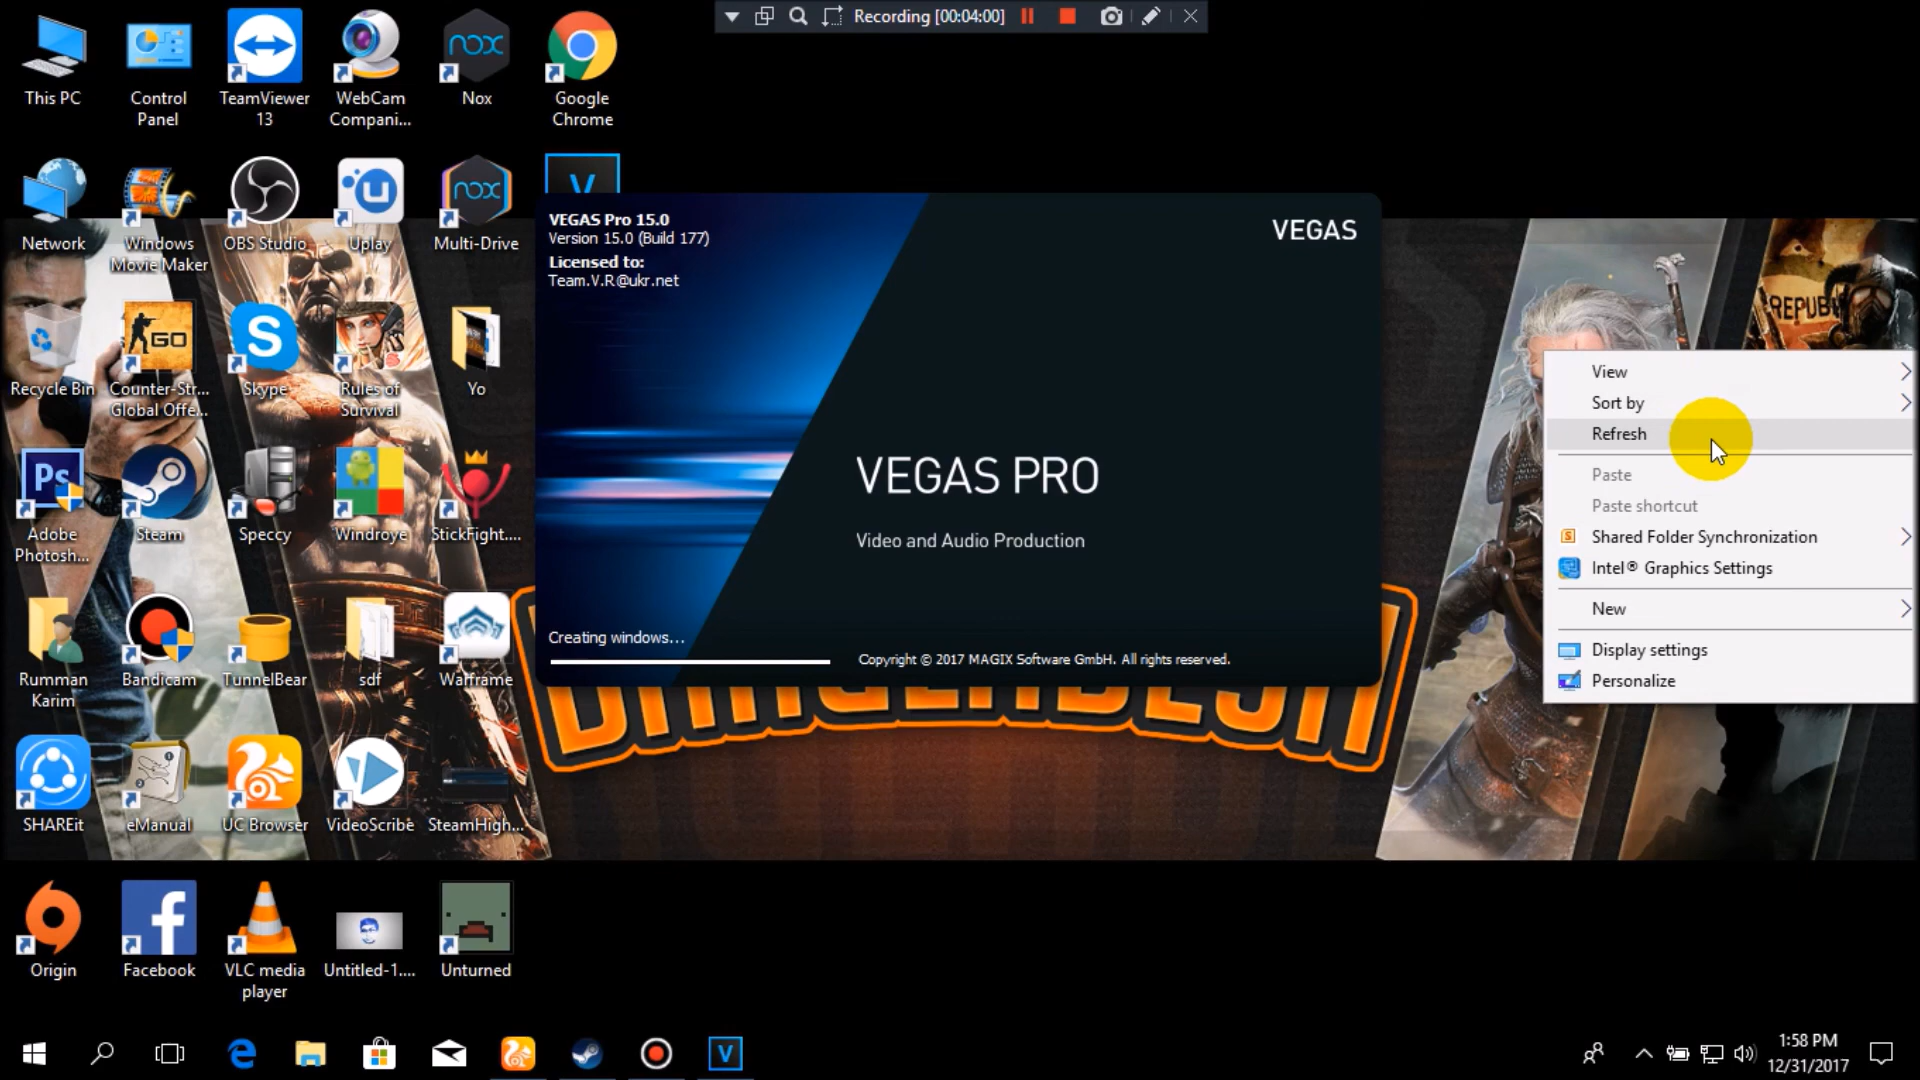 Recording [00:04:00]
This PC
Control
Panel
TeamViewer
13
WebCam
Compani...
nox
Nox
Google
Chrome
Network
Windows
Movie Maker
OBS Studio
Uplay
nox
Multi-Drive
V
VEGAS Pro 15.0
Version 15.0 (Build 177)
Licensed to:
Team.V.R@ukr.net
VEGAS
VEGAS PRO
Video and Audio Production
Creating windows...
Copyright © 2017 MAGIX Software GmbH. All rights reserved.
Recycle Bin
GO
Counter-Str...
Global Offe...
Skype
Rules of
Survival
Yo
Ps
Adobe
Photosh...
Steam
Speccy
Windroye
StickFight....
Rumman
Karim
Bandicam
TunnelBear
sdf
Warframe
SHAREit
eManual
UC Browser
VideoScribe
SteamHigh...
Origin
Facebook
VLC media
player
Untitled-1....
Unturned
View
Sort by
Refresh
Paste
Paste shortcut
Shared Folder Synchronization
Intel® Graphics Settings
New
Display settings
Personalize
V
1:58 PM
12/31/2017